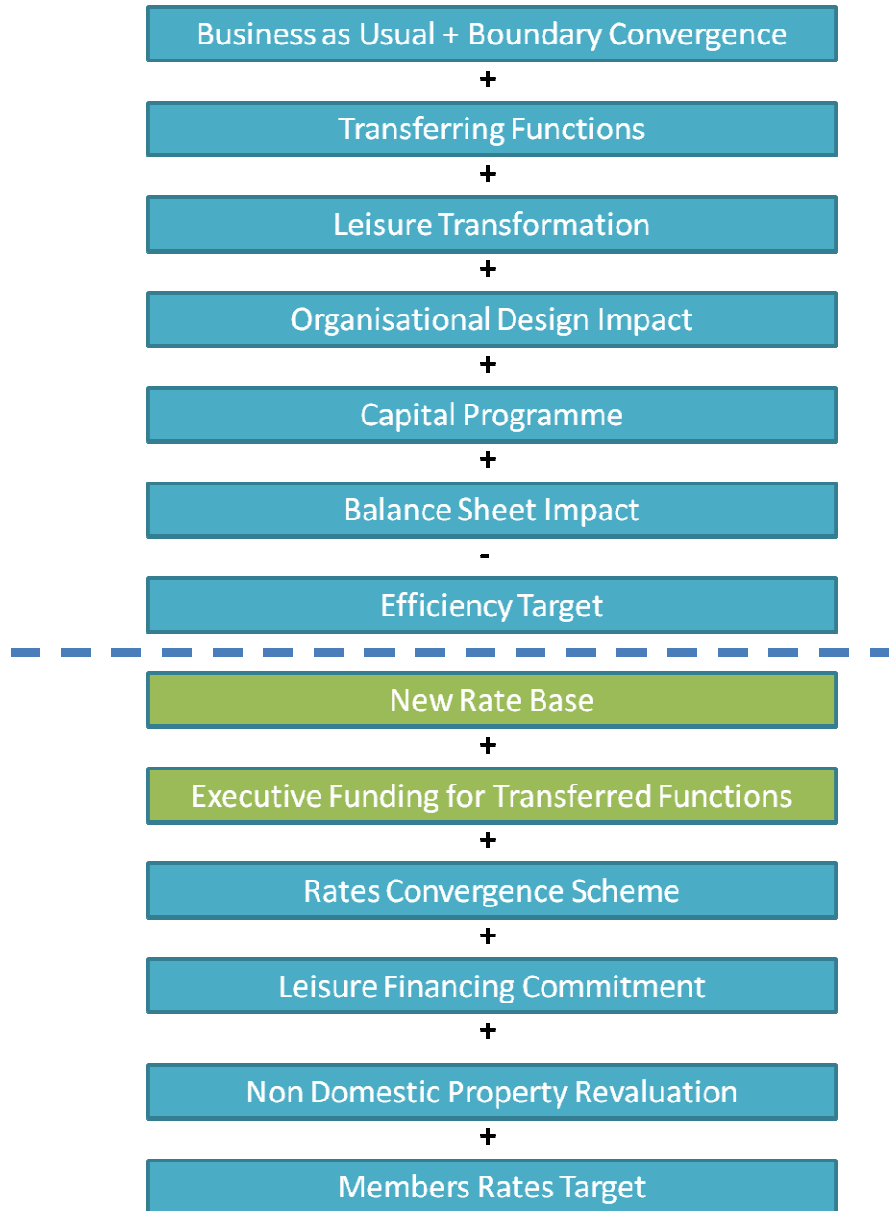 Business as Usual + Boundary Convergence
+
Transferring Functions
+
Leisure Transformation
+
Organisational Design Impact
+
Capital Programme
+
Balance Sheet Impact
-
Efficiency Target
New Rate Base
+
Executive Funding for Transferred Functions
+
Rates Convergence Scheme
+
Leisure Financing Commitment
+
Non Domestic Property Revaluation
+
Members Rates Target